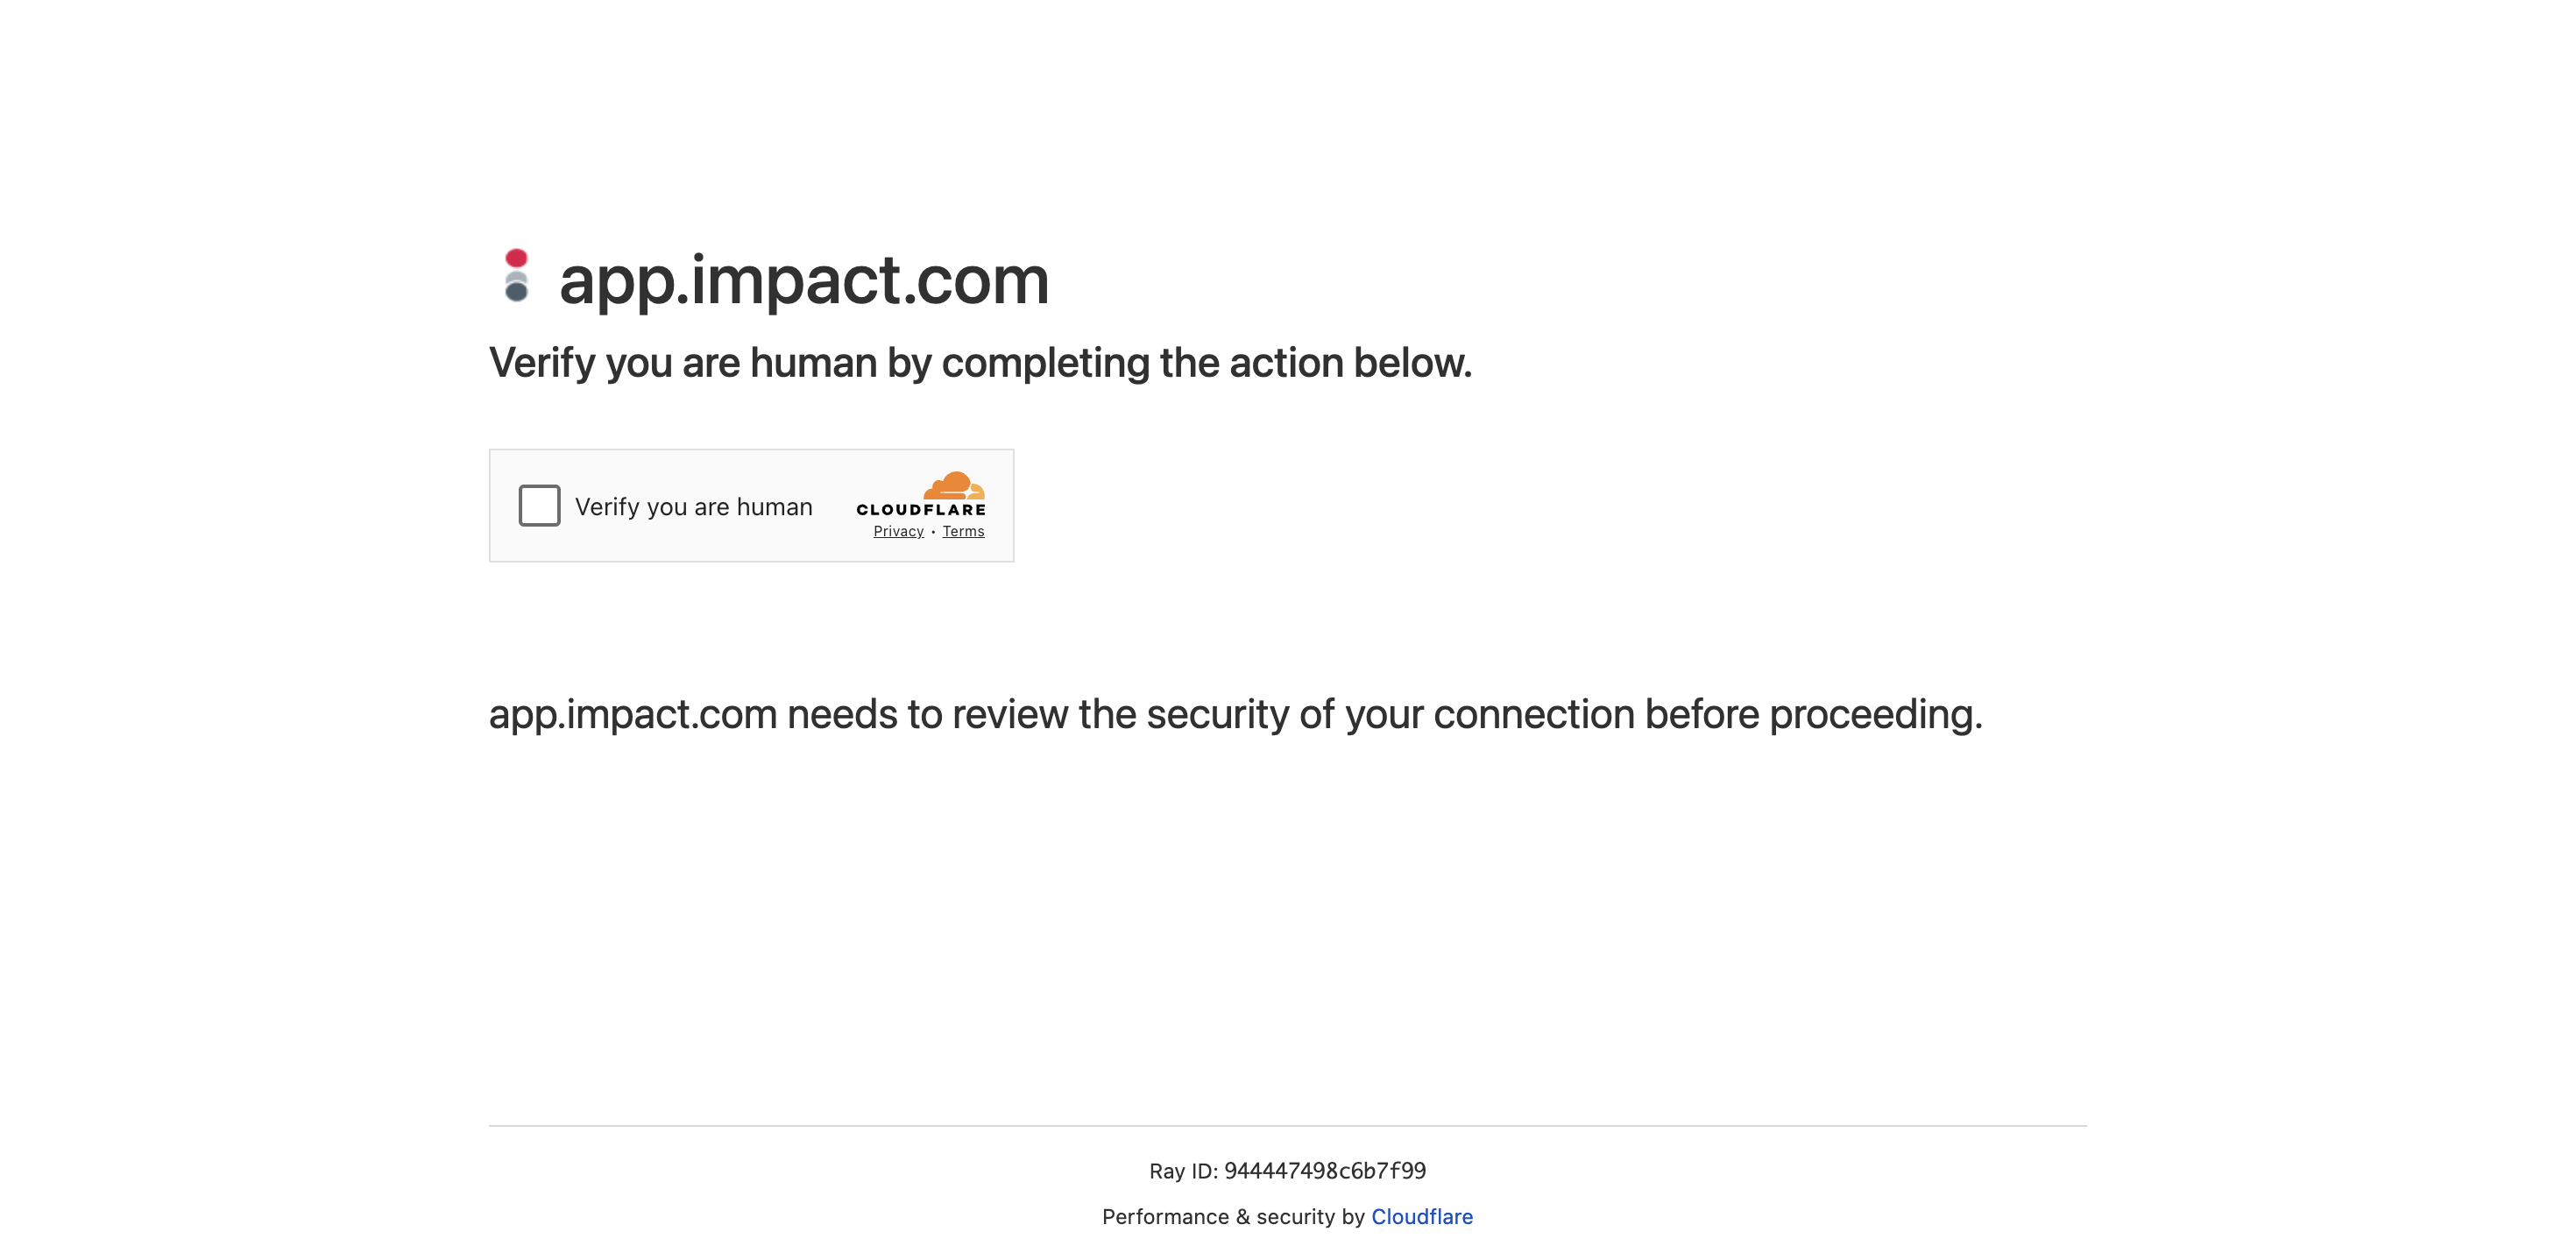 app.impact.com
Verify you are human by completing the action below.
Verify you are human
CLOUDFLARE
Privacy • Terms
app.impact.com needs to review the security of your connection before proceeding.
Ray ID: 944447498c6b7f99
Performance & security by Cloudflare